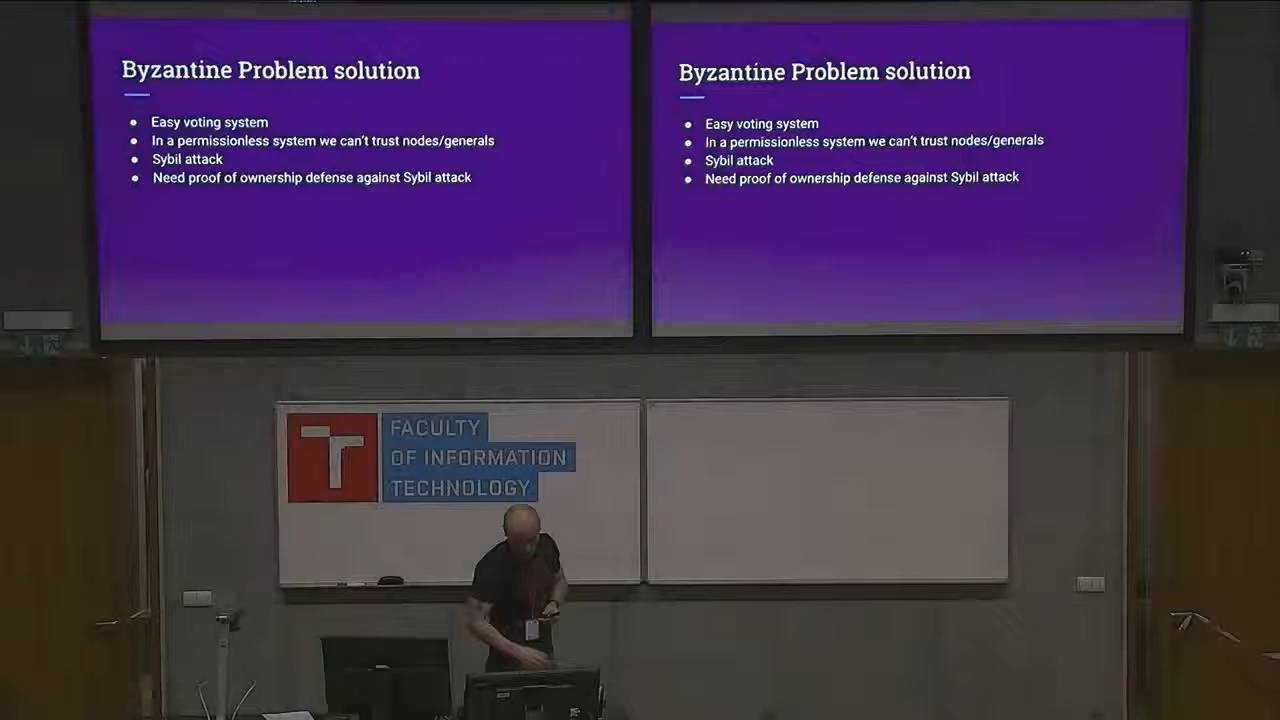 Byzantine Problem solution
● Easy voting system
● In a permissionless system we can't trust nodes/generals
● Sybil attack
● Need proof of ownership defense against Sybil attack
Byzantine Problem solution
● Easy voting system
● In a permissionless system we can't trust nodes/generals
● Sybil attack
● Need proof of ownership defense against Sybil attack
T FACULTY
OF INFORMATION
TECHNOLOGY